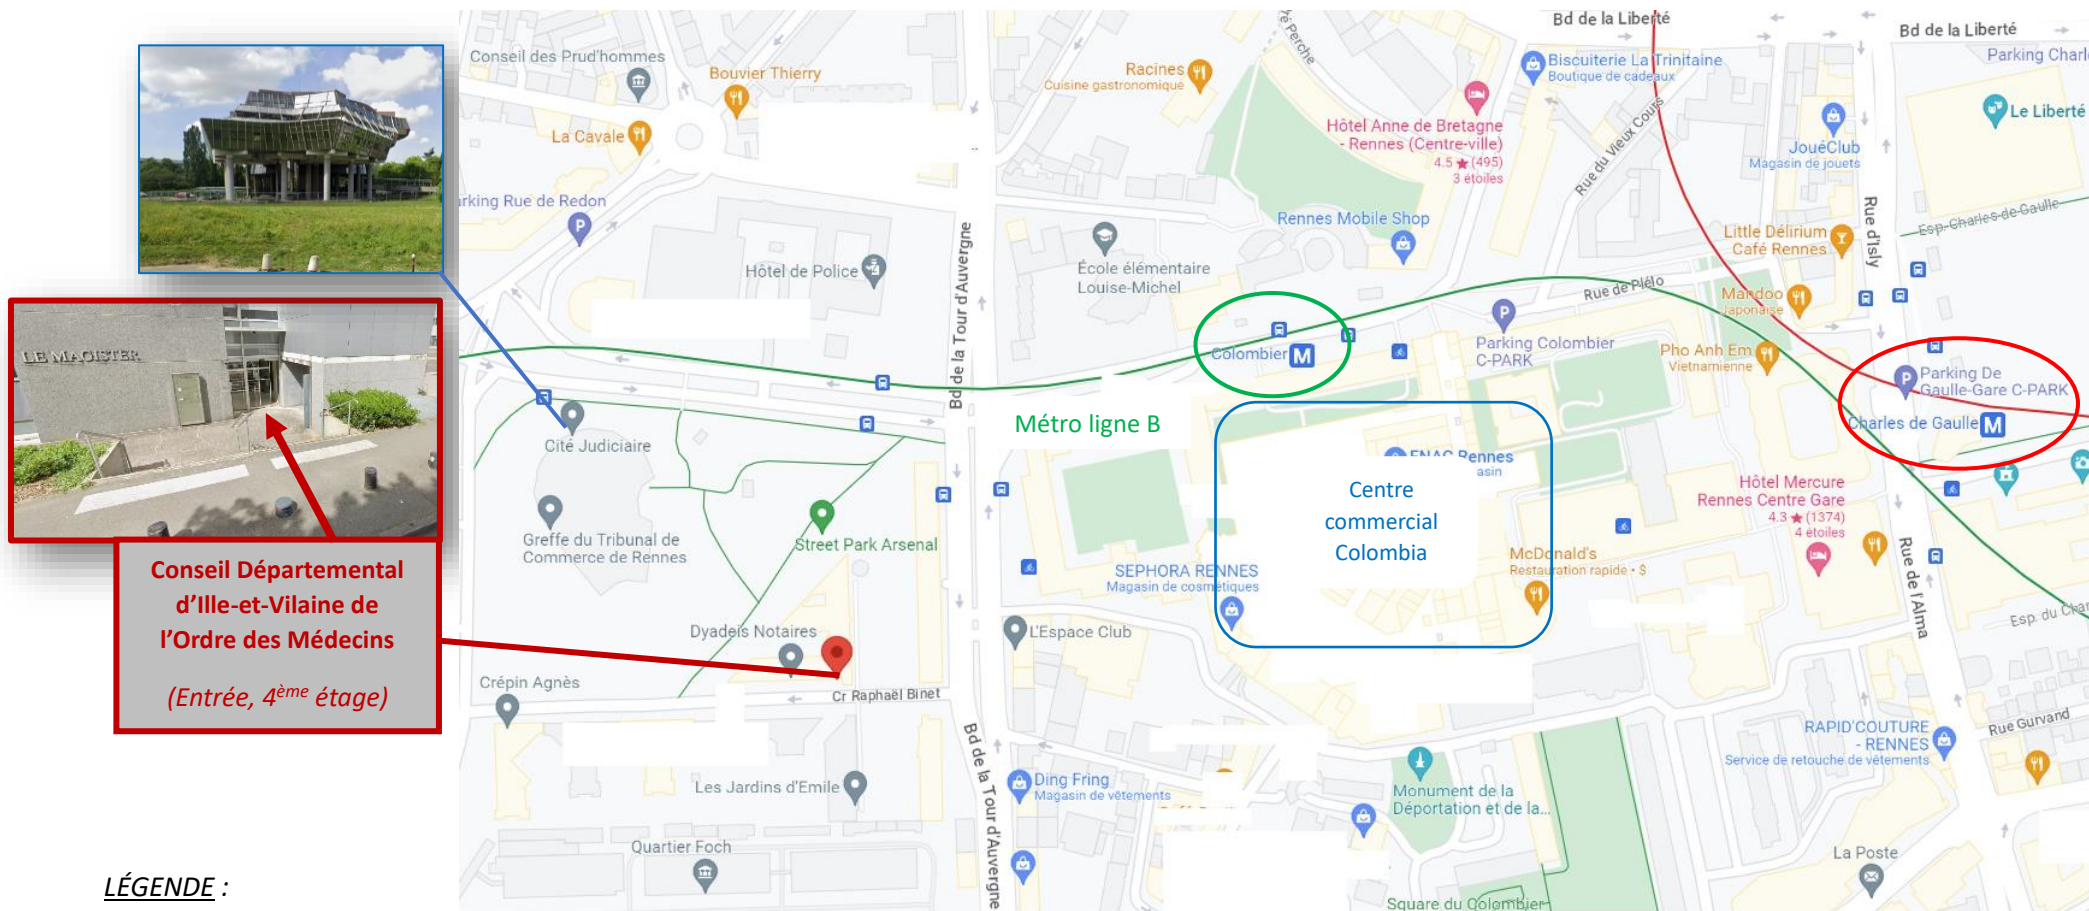 Bd de la Liberté
Bd de la Liberté
Parking Charl
Conseil des Prud'hommes
Bouvier Thierry
Racines
Cuisine gastronomique
Biscuiterie La Trinitaine
Boutique de cadeaux
Le Liberté
La Cavale
Hôtel Anne de Bretagne
- Rennes (Centre-ville)
4.5 ★ (495)
3 étoiles
Rue du Vieux Cours
JouéClub
Magasin de jouets
rking Rue de Redon
Rennes Mobile Shop
Rue d'Isly
Esp. Charles-de-Gaulle
Little Délirium
Café Rennes
Hôtel de Police
Bd de la Tour d'Auvergne
École élémentaire
Louise-Michel
Rue de Plélo
Mandoo
Japonaise
LE MAGISTER
Colombier
M
Parking Colombier
C-PARK
Pho Anh Em
Vietnamienne
Parking De
Gaulle-Gare C-PARK
Charles de Gaulle
M
Métro ligne B
Cité Judiciaire
FNAC Rennes
asin
Centre
commercial
Colombia
Hôtel Mercure
Rennes Centre Gare
4.3 ★ (1374)
4 étoiles
Greffe du Tribunal de
Commerce de Rennes
Street Park Arsenal
SEPHORA RENNES
Magasin de cosmétiques
McDonald's
Restauration rapide • $
Rue de l'Alma
Conseil Départemental
d'Ille-et-Vilaine de
l'Ordre des Médecins
(Entrée, 4ème étage)
Dyadeis Notaires
L'Espace Club
Esp. du Char
Crépin Agnès
Cr Raphaël Binet
RAPID'COUTURE
- RENNES
Service de retouche de vêtements
Rue Gurvand
Bd de la Tour d'Auvergne
Les Jardins d'Emile
Ding Fring
Magasin de vêtements
Monument de la
Déportation et de la...
Quartier Foch
La Poste
LÉGENDE :
Square du Colombier